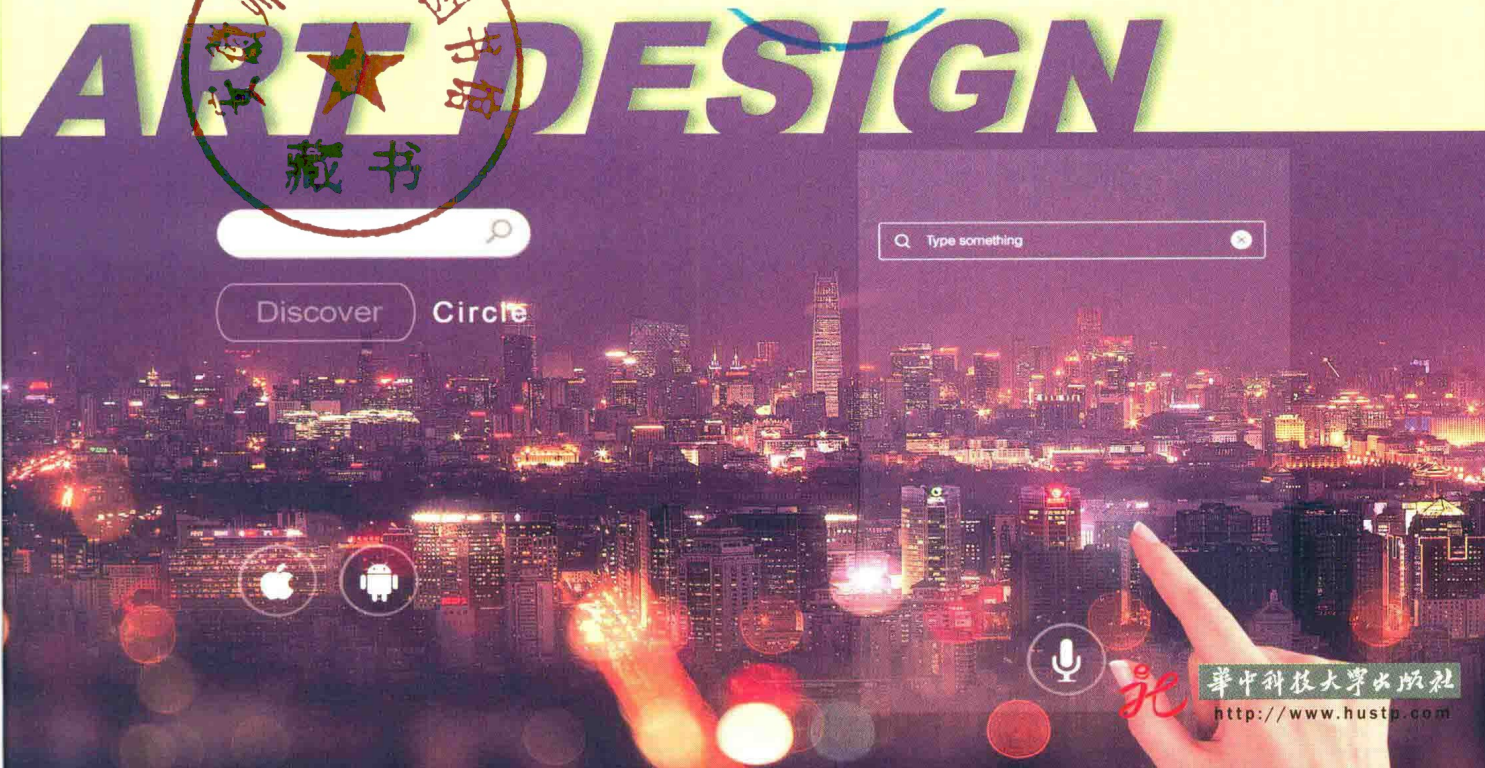 ART DESIGN
藏书
Type something
Discover Circle
華中科技大学出版社
http://www.hustp.com